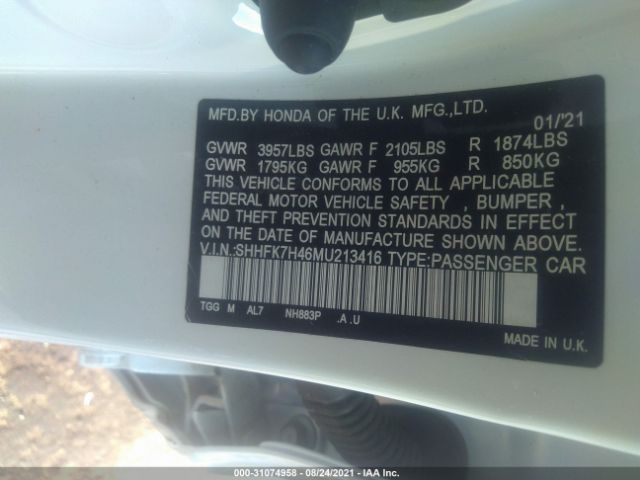 MFD.BY HONDA OF THE U.K. MFG.,LTD.
01/'21
GVWR 3957LBS GAWR F 2105LBS R 1874LBS
GVWR 1795KG GAWR F 955KG R 850KG
THIS VEHICLE CONFORMS TO ALL APPLICABLE
FEDERAL MOTOR VEHICLE SAFETY , BUMPER ,
AND THEFT PREVENTION STANDARDS IN EFFECT
ON THE DATE OF MANUFACTURE SHOWN ABOVE.
V.I.N.:SHHFK7H46MU213416 TYPE:PASSENGER CAR
TGG M AL7 NH883P .A .U
MADE IN U.K.
000-31074958 - 08/24/2021 - IAA Inc.